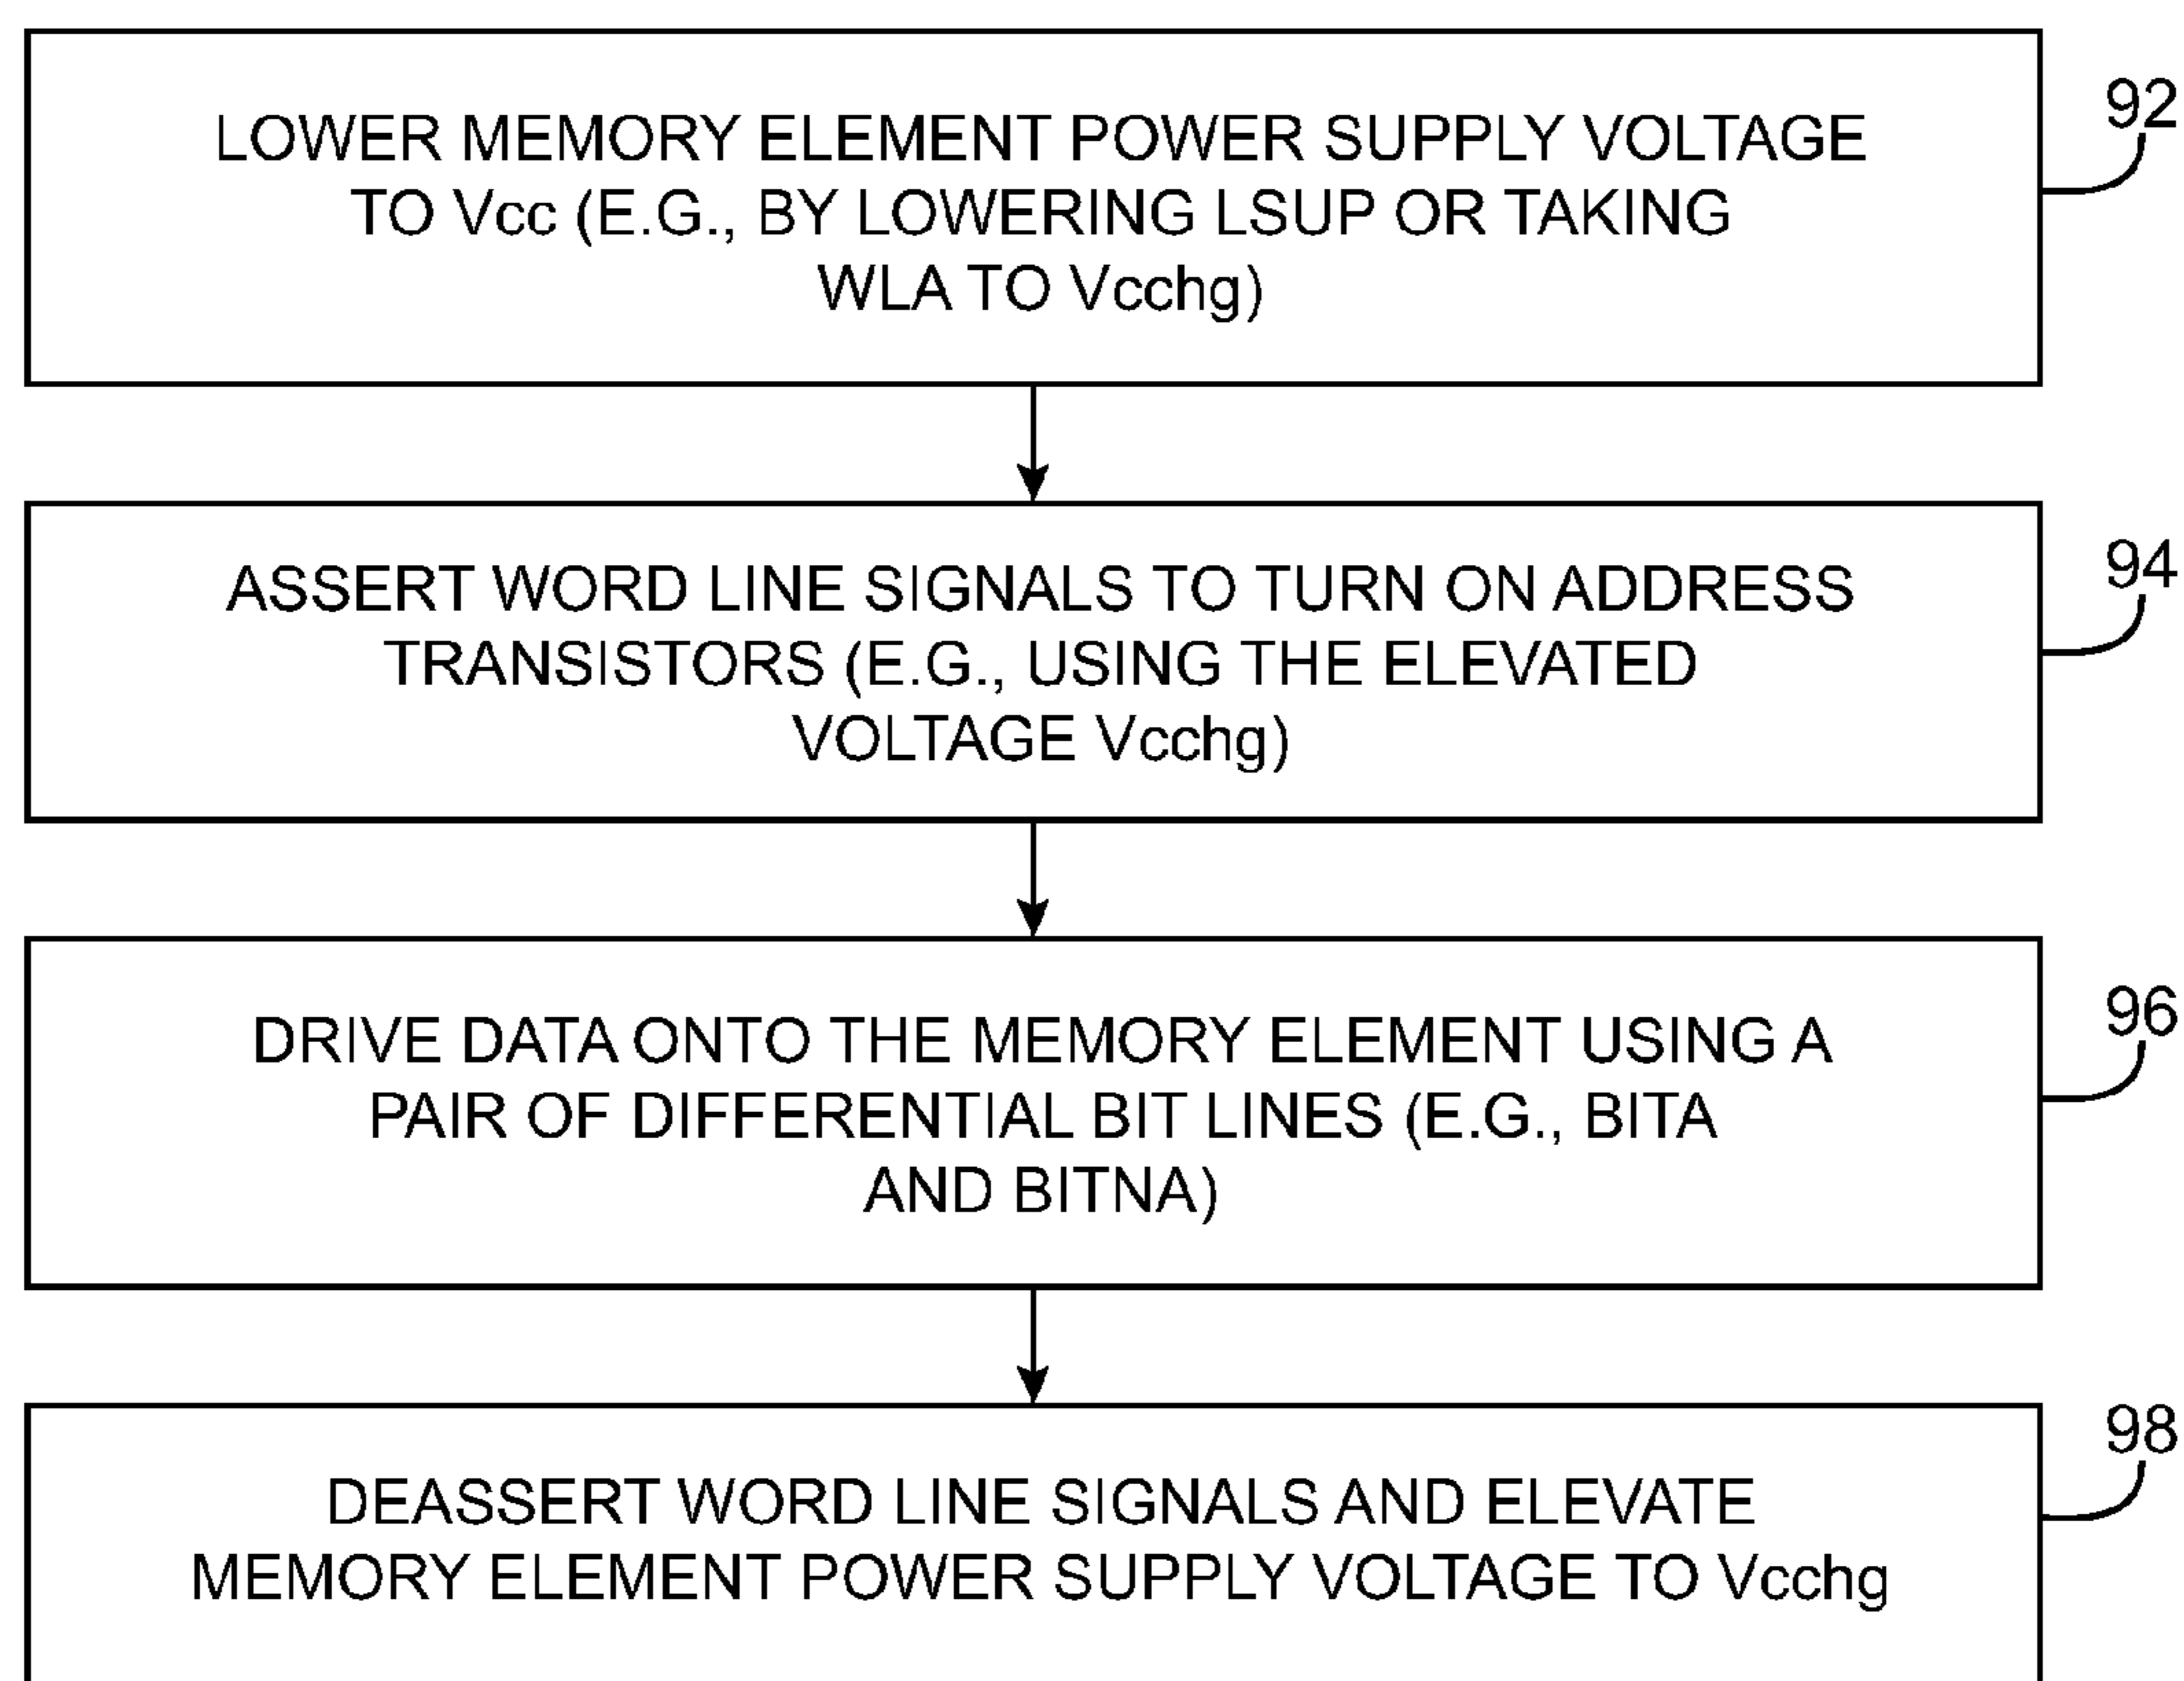 LOWER MEMORY ELEMENT POWER SUPPLY VOLTAGE
TO Vcc (E.G., BY LOWERING LSUP OR TAKING
WLA TO Vcchg)
92
ASSERT WORD LINE SIGNALS TO TURN ON ADDRESS
TRANSISTORS (E.G., USING THE ELEVATED
VOLTAGE Vcchg)
94
DRIVE DATA ONTO THE MEMORY ELEMENT USING A
PAIR OF DIFFERENTIAL BIT LINES (E.G., BITA
AND BITNA)
96
DEASSERT WORD LINE SIGNALS AND ELEVATE
MEMORY ELEMENT POWER SUPPLY VOLTAGE TO Vcchg
98